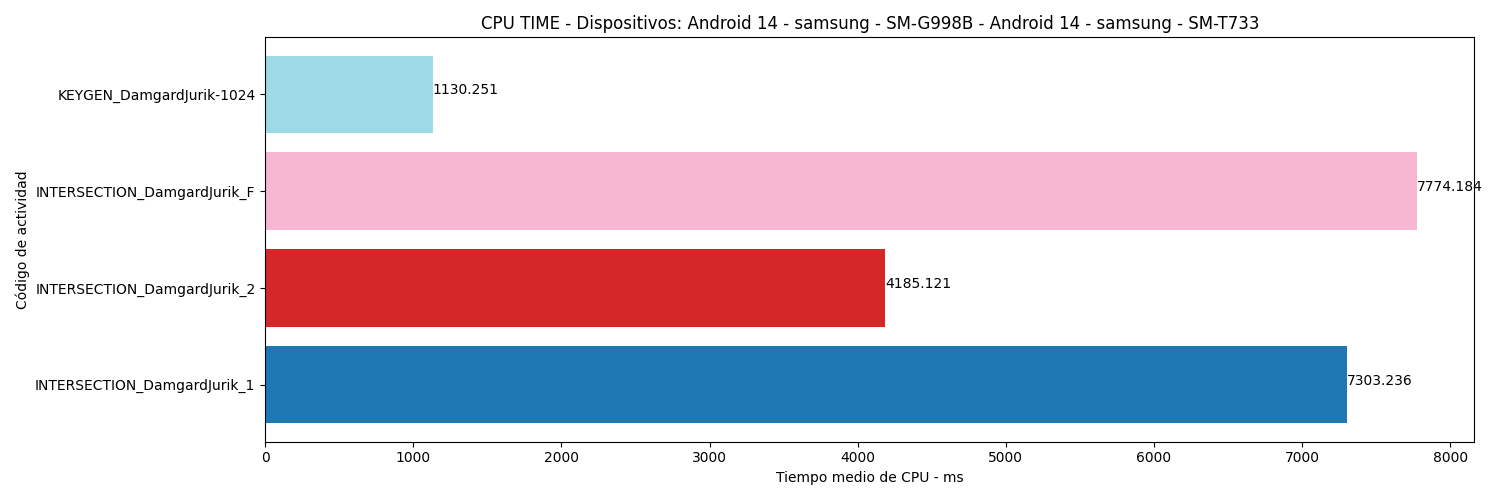 CPU TIME - Dispositivos: Android 14 - samsung - SM-G998B - Android 14 - samsung - SM-T733
Código de actividad
KEYGEN_DamgardJurik-1024
1130.251
INTERSECTION_DamgardJurik_F
7774.184
INTERSECTION_DamgardJurik_2
4185.121
INTERSECTION_DamgardJurik_1
7303.236
0 1000 2000 3000 4000 5000 6000 7000 8000
Tiempo medio de CPU - ms